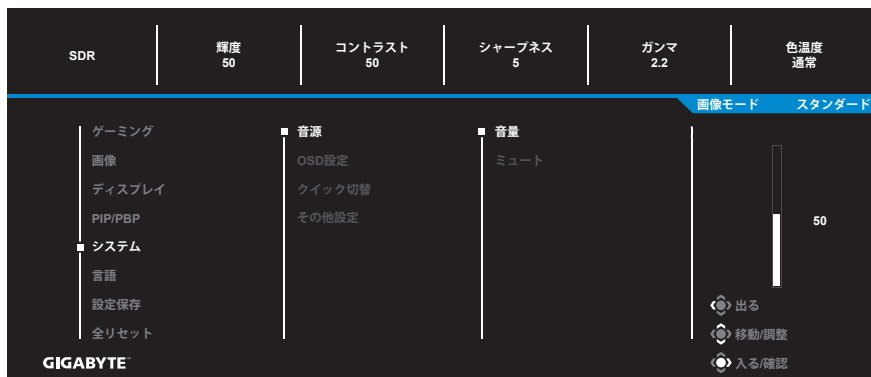 SDR
輝度
50
コントラスト
50
シャープネス
5
ガンマ
2.2
色温度
通常
画像モード スタンダード
ゲーミング
画像
ディスプレイ
PIP/PBP
システム
言語
設定保存
全リセット
音源
OSD設定
クイック切替
その他設定
音量
ミュート
50
出る
移動/調整
入る/確認
GIGABYTE™